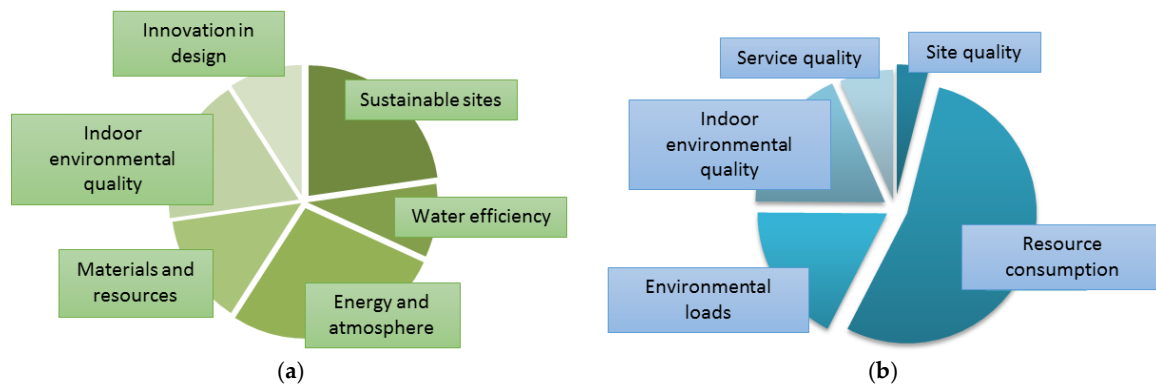 Innovation in
design
Sustainable sites
Indoor
environmental
quality
Water efficiency
Materials and
resources
Energy and
atmosphere
(a)
Service quality
Site quality
Indoor
environmental
quality
Resource
consumption
Environmental
loads
(b)